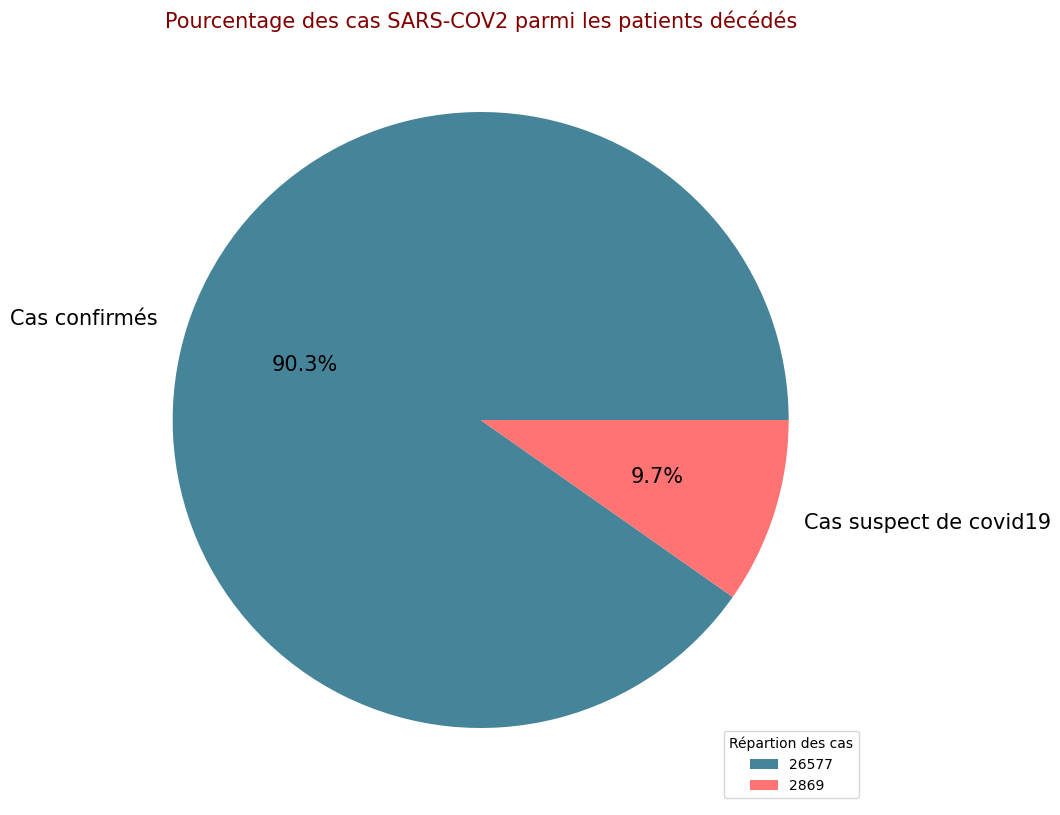 Pourcentage des cas SARS-COV2 parmi les patients décédés
Cas confirmés
90.3%
9.7%
Cas suspect de covid19
Répartion des cas
26577
2869